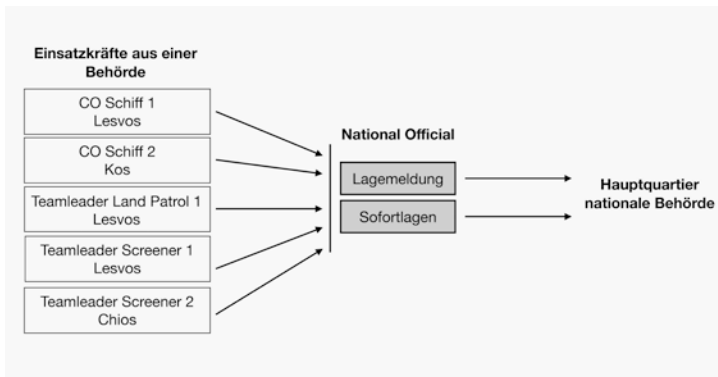 Einsatzkräfte aus einer
Behörde
CO Schiff 1
Lesvos
CO Schiff 2
Kos
Teamleader Land Patrol 1
Lesvos
Teamleader Screener 1
Lesvos
Teamleader Screener 2
Chios
National Official
Lagemeldung
Sofortlagen
Hauptquartier
nationale Behörde